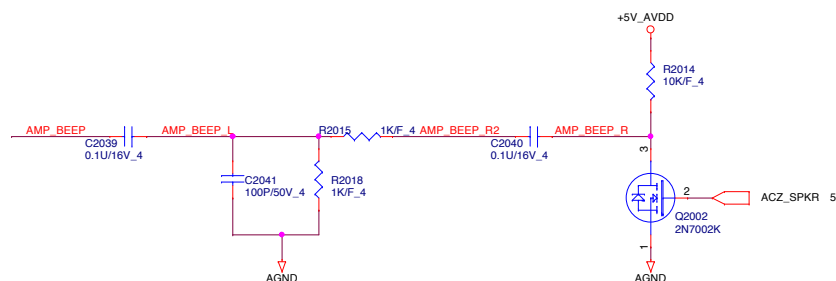 +5V_AVDD
R2014
10K/F_4
AMP_BEEP
AMP_BEEP_L
R2015
1K/F_4
AMP_BEEP_R2
AMP_BEEP_R
C2039
0.1U/16V_4
C2040
0.1U/16V_4
3
C2041
100P/50V_4
R2018
1K/F_4
2
ACZ_SPKR 5
Q2002
2N7002K
1
AGND
AGND